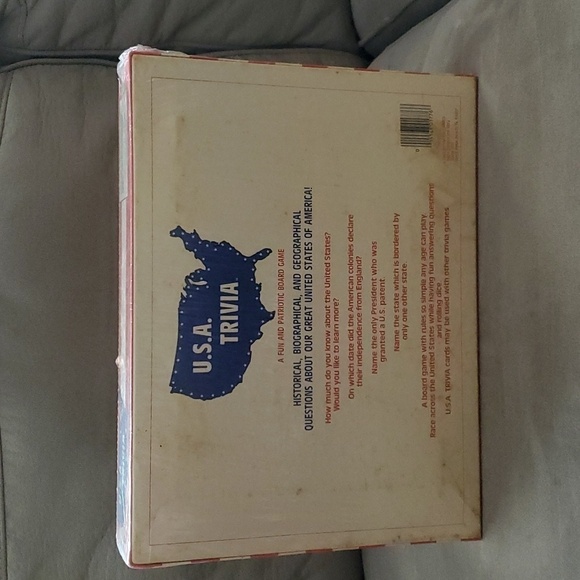 U.S.A.
TRIVIA
A FUN AND PATRIOTIC BOARD GAME
HISTORICAL, BIOGRAPHICAL, AND GEOGRAPHICAL
QUESTIONS ABOUT OUR GREAT UNITED STATES OF AMERICA!
How much do you know about the United States?
Would you like to learn more?
On which date did the American colonies declare
their independence from England?
Name the only President who was
granted a U.S. patent.
Name the state which is bordered by
only one other state.
A board game with rules so simple any age can play.
Race across the United States while having fun answering questions
and rolling dice.
U.S.A. TRIVIA cards may be used with other trivia games